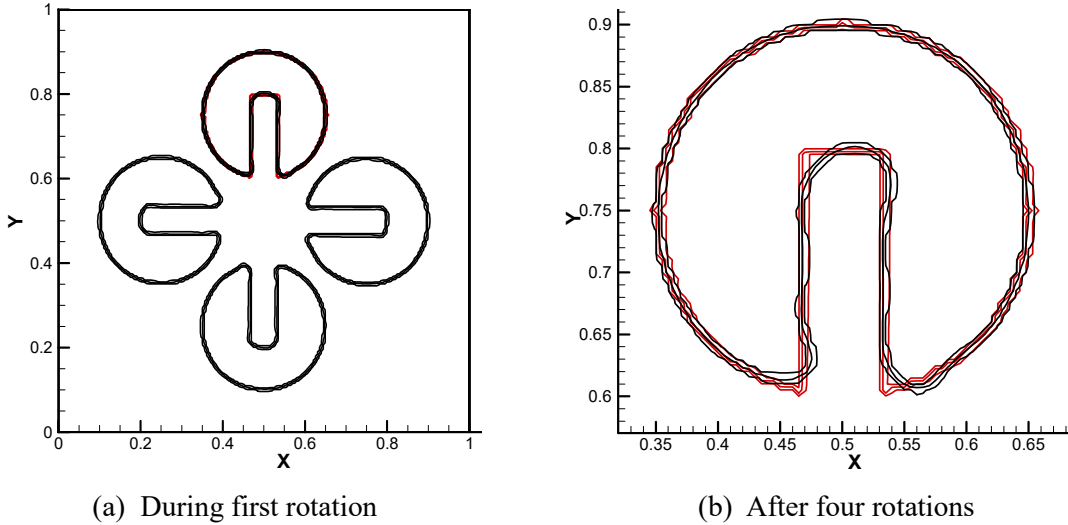 1
0.8
0.6
0.4
0.2
0
0 0.2 0.4 0.6 0.8 1
Y
X
0.9
0.85
0.8
0.75
0.7
0.65
0.6
0.35 0.4 0.45 0.5 0.55 0.6 0.65
Y
X
(a) During first rotation
(b) After four rotations